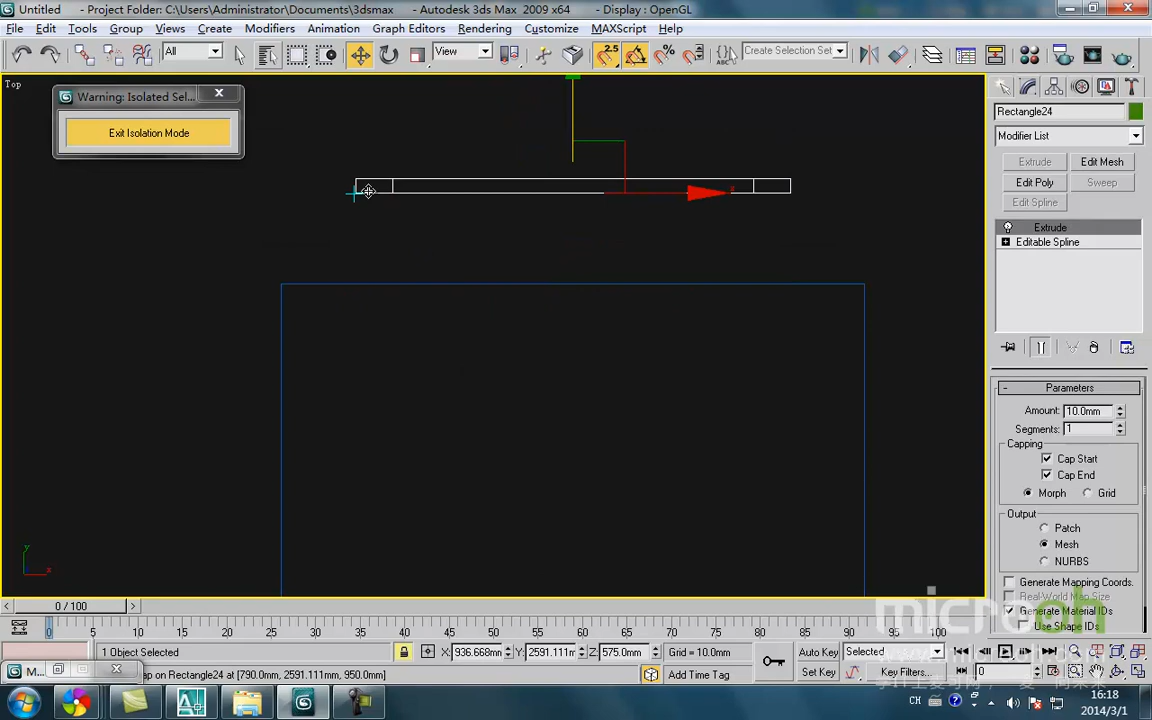 Untitled - Project Folder: C:\Users\Administrator\Documents\3dsmax - Autodesk 3ds Max 2009 x64 - Display : OpenGL
File Edit Tools Group Views Create Modifiers Animation Graph Editors Rendering Customize MAXScript Help
All View 2.5 Create Selection Set
Top
Warning: Isolated Sel...
Exit Isolation Mode
Rectangle24
Modifier List
Extrude Edit Mesh
Edit Poly Sweep
Edit Spline
Extrude
Editable Spline
Parameters
Amount: 10.0mm
Segments: 1
Capping
Cap Start
Cap End
Morph Grid
Output
Patch
Mesh
NURBS
Generate Mapping Coords.
Real-World Map Size
Generate Material IDs
Use Shape IDs
x
y
0 / 100
0 5 10 15 20 25 30 35 40 45 50 55 60 65 70 75 80 85 90 95 100
1 Object Selected X: 936.668mm Y: 2591.111m Z: 575.0mm Grid = 10.0mm Auto Key Selected
M... ap on Rectangle24 at [790.0mm, 2591.111mm, 950.0mm] Add Time Tag Set Key Key Filters... 0
CH 16:18
2014/3/1